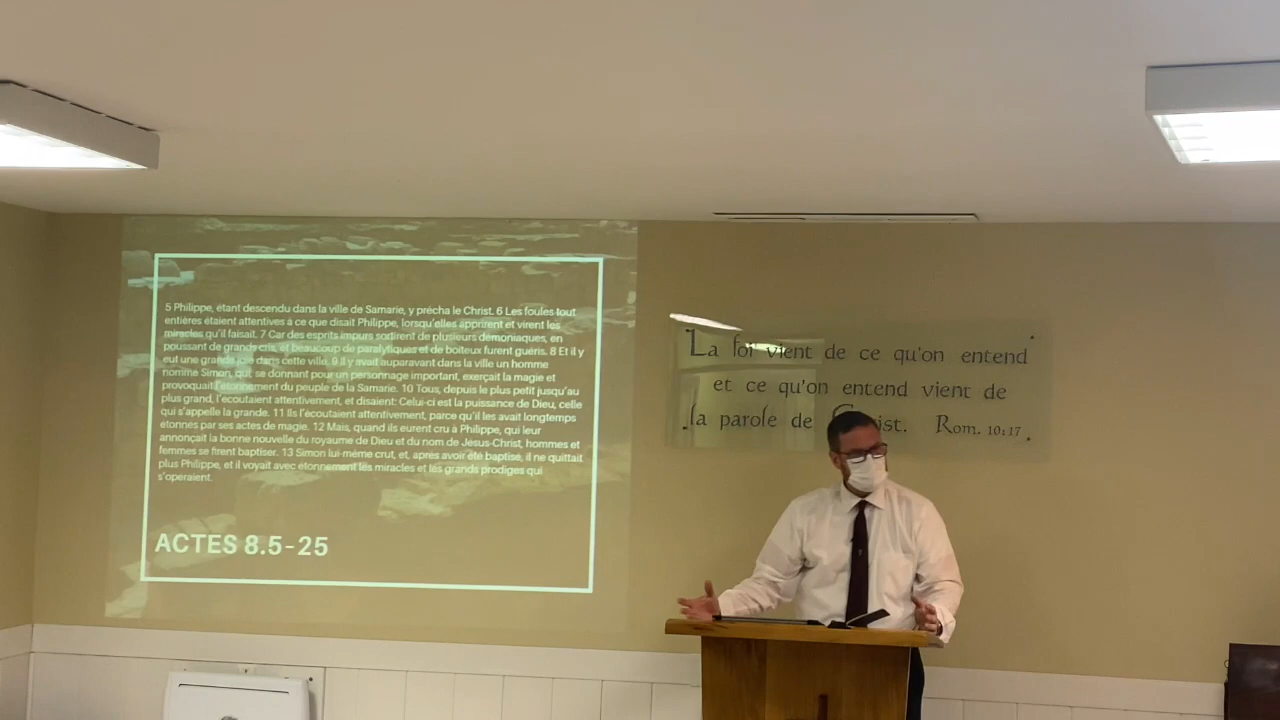 5 Philippe, étant descendu dans la ville de Samarie, y prêcha le Christ. 6 Les foules tout
entières étaient attentives à ce que disait Philippe, lorsqu'elles apprirent et virent les
miracles qu'il faisait. 7 Car des esprits impurs sortirent de plusieurs démoniaques, en
poussant de grands cris, et beaucoup de paralytiques et de boiteux furent guéris. 8 Et il y
eut une grande joie dans cette ville. 9 Il y avait auparavant dans la ville un homme
nommé Simon, qui, se donnant pour un personnage important, exerçait la magie et
provoquait l'étonnement du peuple de la Samarie. 10 Tous, depuis le plus petit jusqu'au
plus grand, l'écoutaient attentivement, et disaient: Celui-ci est la puissance de Dieu, celle
qui s'appelle la grande. 11 Ils l'écoutaient attentivement, parce qu'il les avait longtemps
étonnés par ses actes de magie. 12 Mais, quand ils eurent cru à Philippe, qui leur
annonçait la bonne nouvelle du royaume de Dieu et du nom de Jésus-Christ, hommes et
femmes se firent baptiser. 13 Simon lui-même crut, et, après avoir été baptisé, il ne quittait
plus Philippe, et il voyait avec étonnement les miracles et les grands prodiges qui
s'opéraient.
ACTES 8.5-25
La foi vient de ce qu'on entend
et ce qu'on entend vient de
la parole de ist. Rom. 10:17